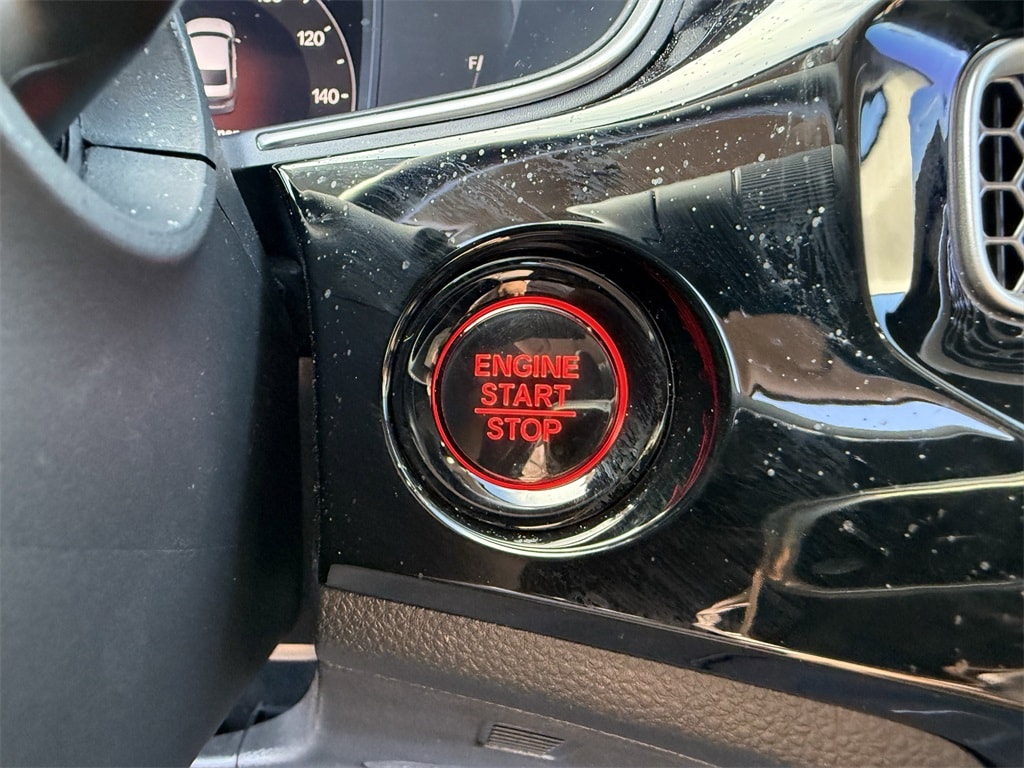 120
140
F
ENGINE
START
STOP